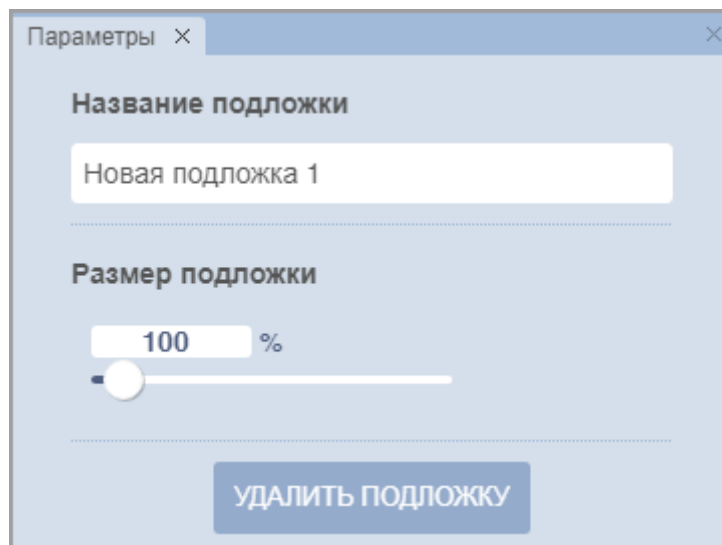 Параметры
Название подложки
Новая подложка 1
Размер подложки
100 %
УДАЛИТЬ ПОДЛОЖКУ